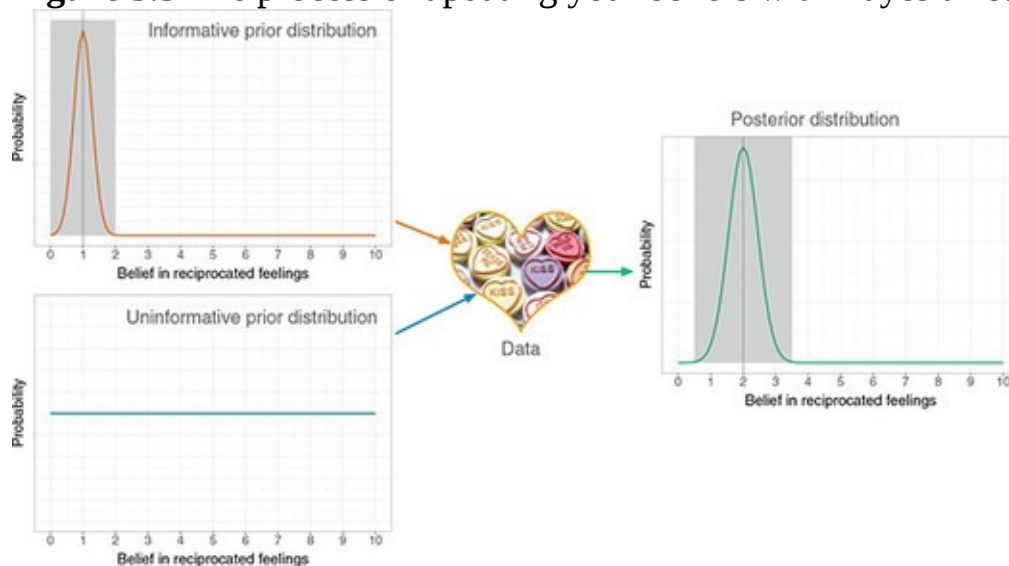 Informative prior distribution
Probability
0 1 2 3 4 5 6 7 8 9 10
Belief in reciprocated feelings
Uninformative prior distribution
Probability
0 1 2 3 4 5 6 7 8 9 10
Belief in reciprocated feelings
KISS
KISS
KISS
Data
Posterior distribution
Probability
0 1 2 3 4 5 6 7 8 9 10
Belief in reciprocated feelings